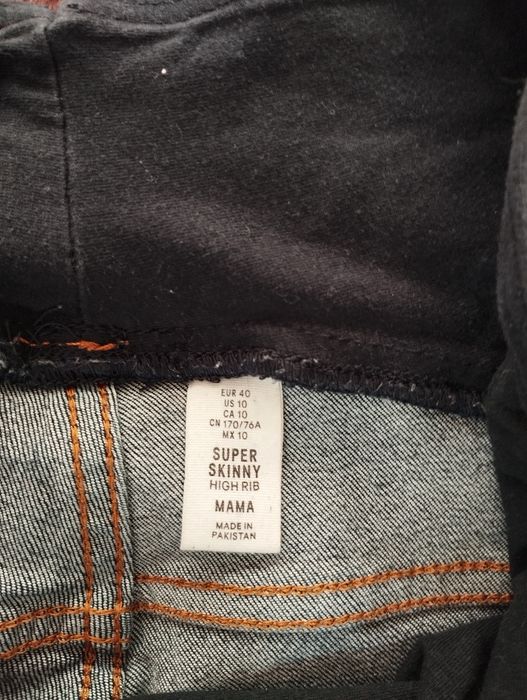 EUR 40
US 10
CA 10
CN 170/76A
MX 10
SUPER
SKINNY
HIGH RIB
MAMA
MADE IN
PAKISTAN